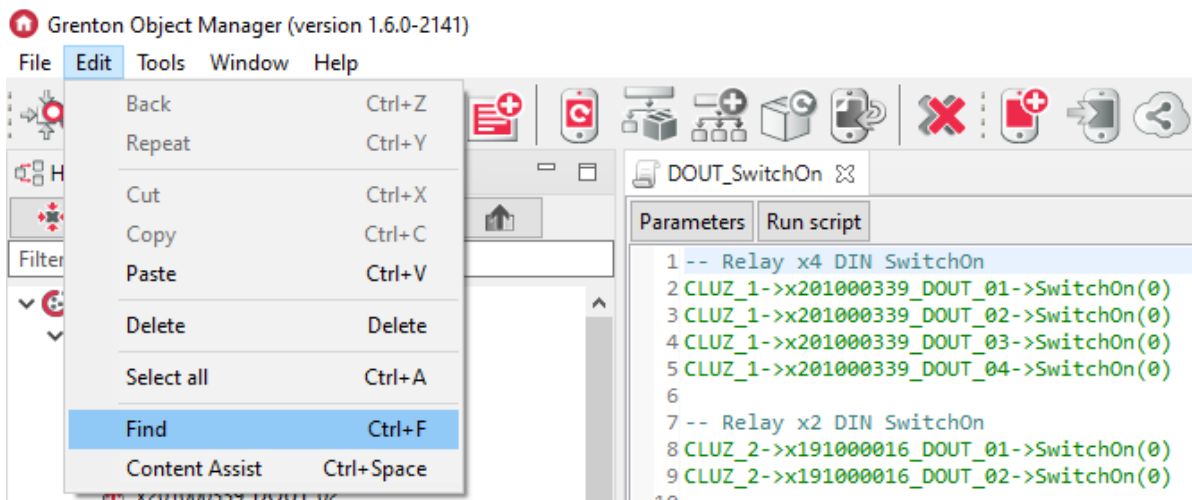 Grenton Object Manager (version 1.6.0-2141)
File Edit Tools Window Help
Back Ctrl+Z
Repeat Ctrl+Y
Cut Ctrl+X
Copy Ctrl+C
Paste Ctrl+V
Delete Delete
Select all Ctrl+A
Find Ctrl+F
Content Assist Ctrl+Space
H
Filter
x201000339_DOUT_02
DOUT_SwitchOn
Parameters Run script
1 -- Relay x4 DIN SwitchOn
2 CLUZ_1->x201000339_DOUT_01->SwitchOn(0)
3 CLUZ_1->x201000339_DOUT_02->SwitchOn(0)
4 CLUZ_1->x201000339_DOUT_03->SwitchOn(0)
5 CLUZ_1->x201000339_DOUT_04->SwitchOn(0)
6
7 -- Relay x2 DIN SwitchOn
8 CLUZ_2->x191000016_DOUT_01->SwitchOn(0)
9 CLUZ_2->x191000016_DOUT_02->SwitchOn(0)
10